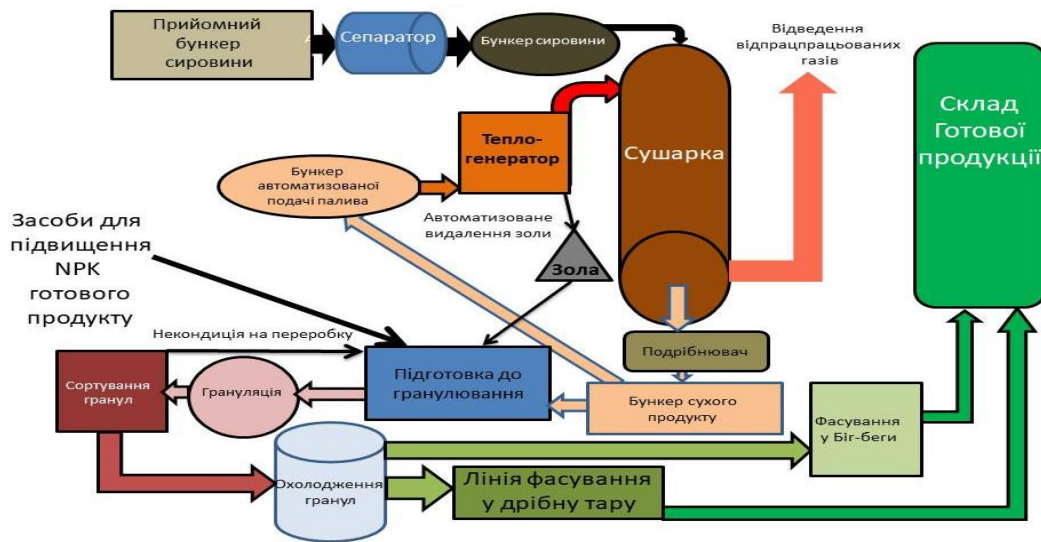 Прийомний
бункер
сировини
Сепаратор
Бункер сировини
Відведення
відпрацпрацьованих
газів
Склад
Готової
продукції
Тепло-
генератор
Сушарка
Бункер
автоматизованої
подачі палива
Автоматизоване
видалення золи
Зола
Засоби для
підвищення
NPK
готового
продукту
Некондиція на переробку
Подрібнювач
Сортування
гранул
Грануляція
Підготовка до
гранулювання
Бункер сухого
продукту
Фасування
у Біг-беги
Охолодження
гранул
Лінія фасування
у дрібну тару